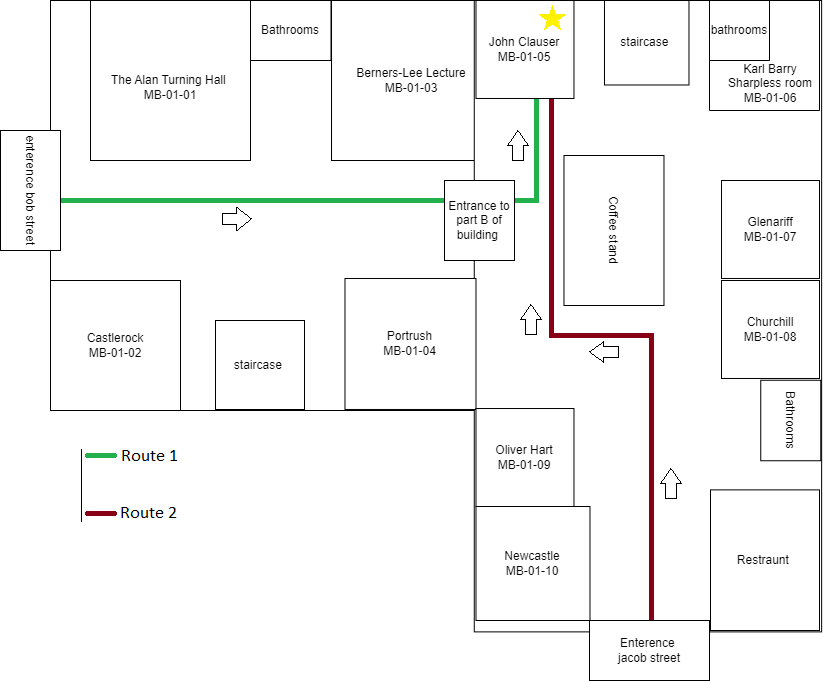 Bathrooms
The Alan Turning Hall
MB-01-01
Berners-Lee Lecture
MB-01-03
John Clauser
MB-01-05
staircase
bathrooms
Karl Barry
Sharpless room
MB-01-06
enterence bob street
Entrance to
part B of
building
Coffee stand
Glenariff
MB-01-07
Castlerock
MB-01-02
staircase
Portrush
MB-01-04
Churchill
MB-01-08
Bathrooms
Oliver Hart
MB-01-09
Route 1
Route 2
Newcastle
MB-01-10
Restraunt
Enterence
jacob street